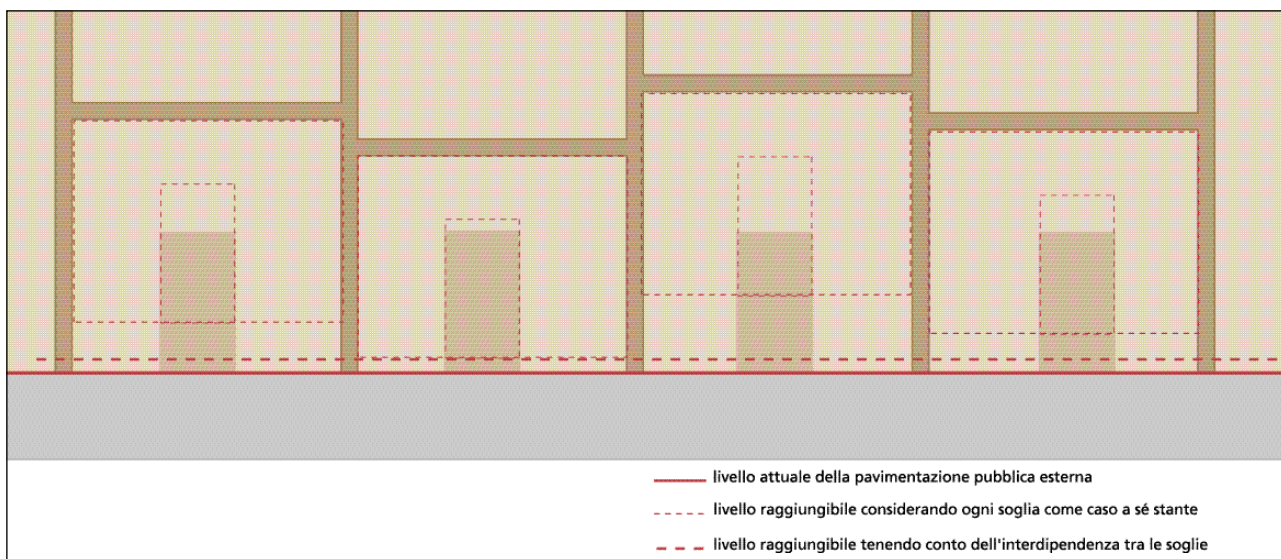 livello attuale della pavimentazione pubblica esterna
livello raggiungibile considerando ogni soglia come caso a sé stante
livello raggiungibile tenendo conto dell'interdipendenza tra le soglie